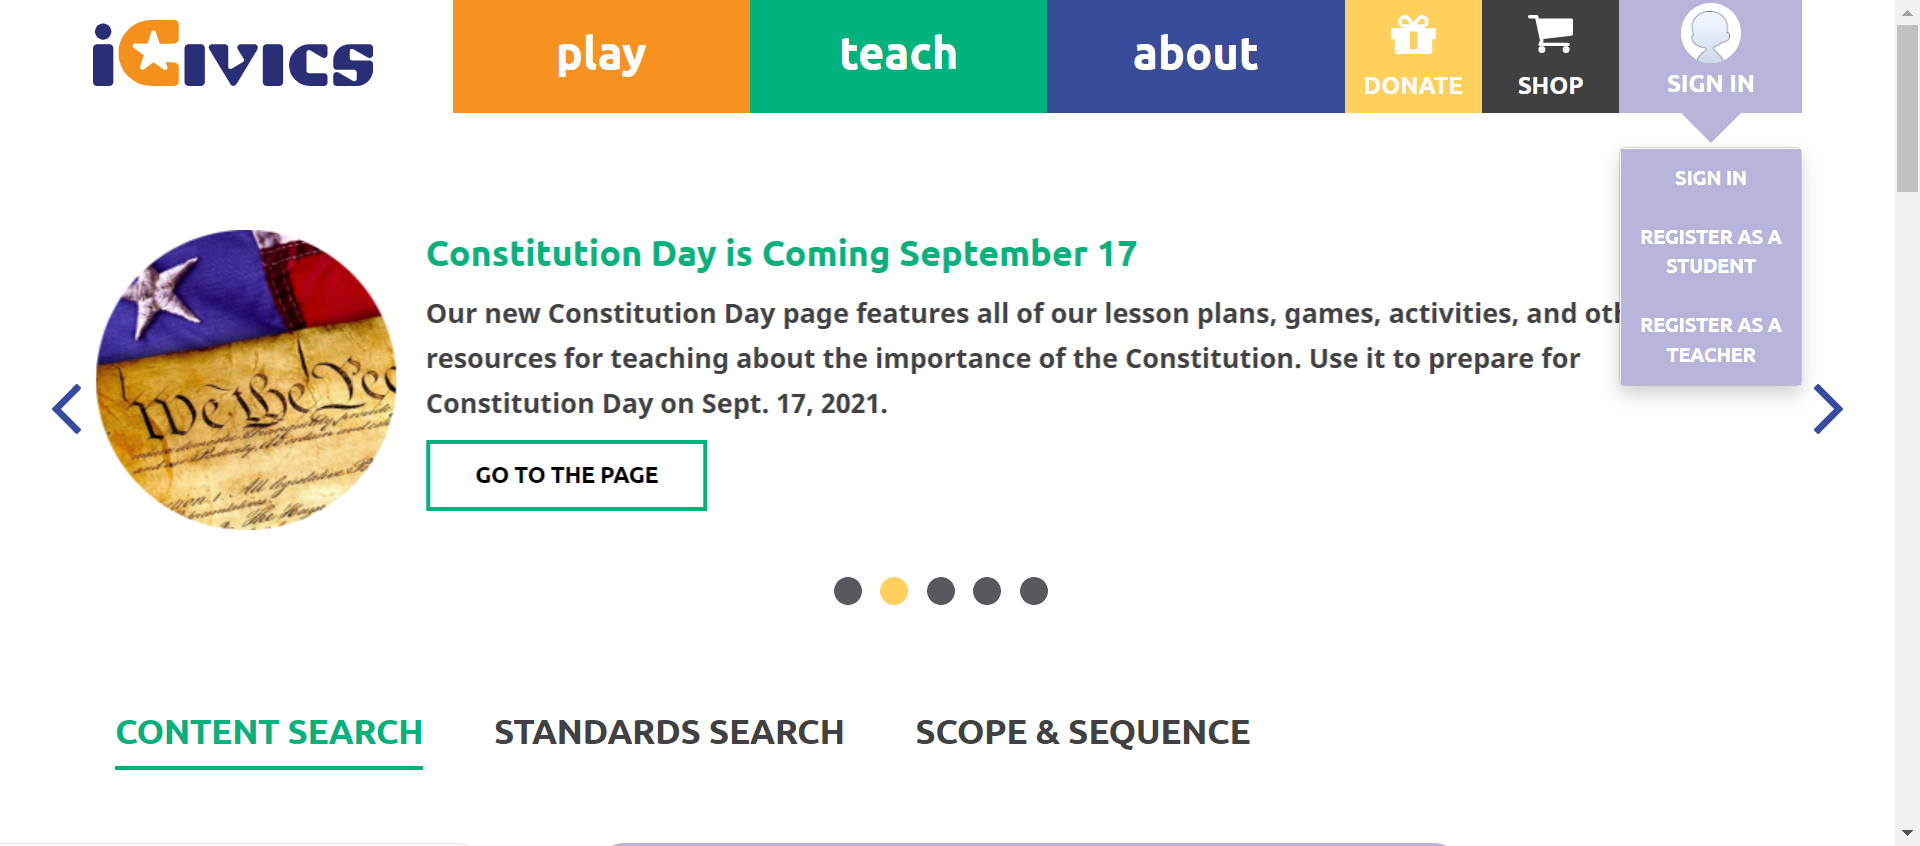 iCivics
play
teach
about
DONATE
SHOP
SIGN IN
SIGN IN
REGISTER AS A
STUDENT
REGISTER AS A
TEACHER
Constitution Day is Coming September 17
Our new Constitution Day page features all of our lesson plans, games, activities, and
resources for teaching about the importance of the Constitution. Use it to prepare for
Constitution Day on Sept. 17, 2021.
GO TO THE PAGE
We the Peo
CONTENT SEARCH
STANDARDS SEARCH
SCOPE & SEQUENCE